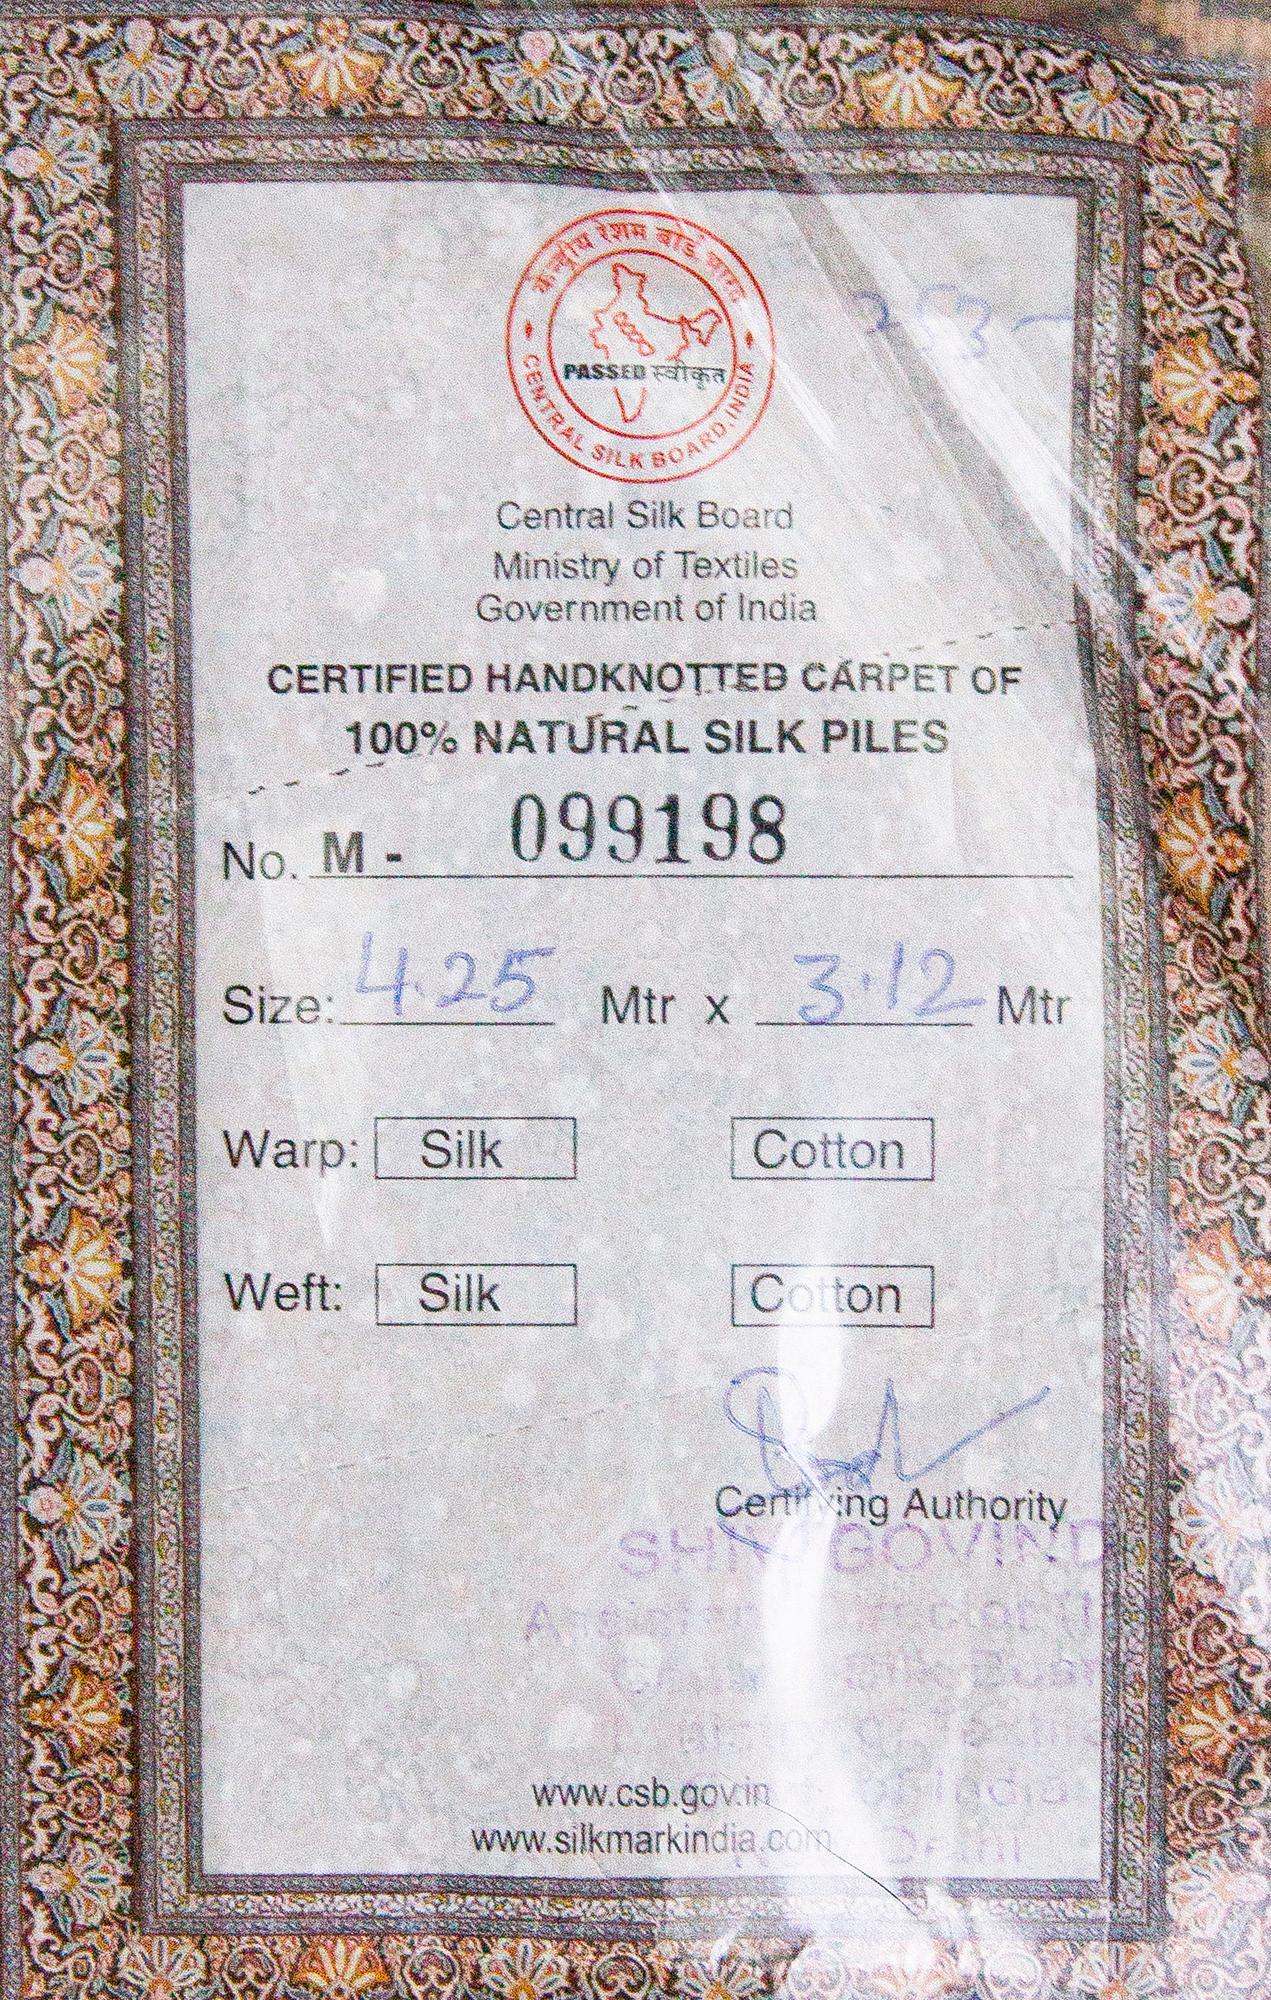 केन्द्रीय रेशम बोर्ड, भारत
253
PASSED स्वीकृत
CENTRAL SILK BOARD, INDIA
Central Silk Board
Ministry of Textiles
Government of India
CERTIFIED HANDKNOTTED CARPET OF
100% NATURAL SILK PILES
No. M - 099198
Size: 4.25 Mtr x 3.12 Mtr
Warp: Silk Cotton
Weft: Silk Cotton
Certifying Authority
GOVIND
www.csb.gov.in
www.silkmarkindia.com